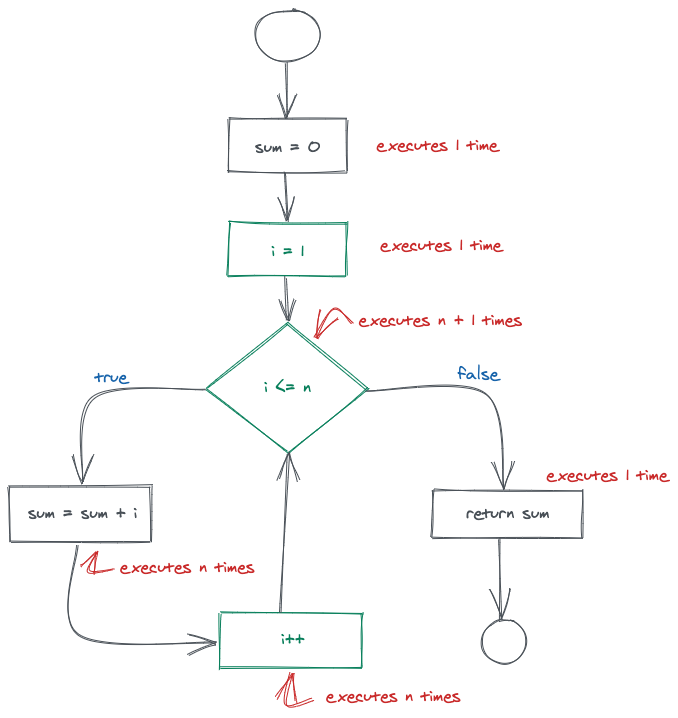 sum = 0
executes 1 time
i = 1
executes 1 time
executes n + 1 times
i <= n
true
false
executes 1 time
sum = sum + i
return sum
executes n times
i++
executes n times